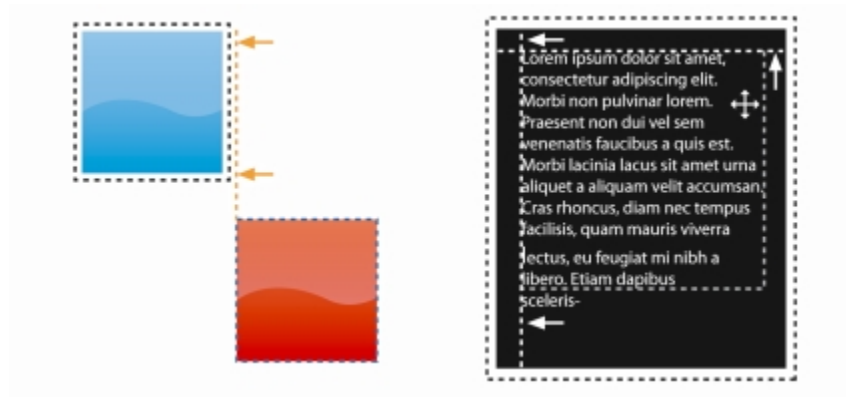 Lorem ipsum dolor sit amet,
consectetur adipiscing elit.
Morbi non pulvinar lorem.
Praesent non dui vel sem
venenatis faucibus a quis est.
Morbi lacinia lacus sit amet urna
aliquet a aliquam velit accumsan.
Cras rhoncus, diam nec tempus
facilisis, quam mauris viverra
lectus, eu feugiat mi nibh a
libero. Etiam dapibus
sceleris-